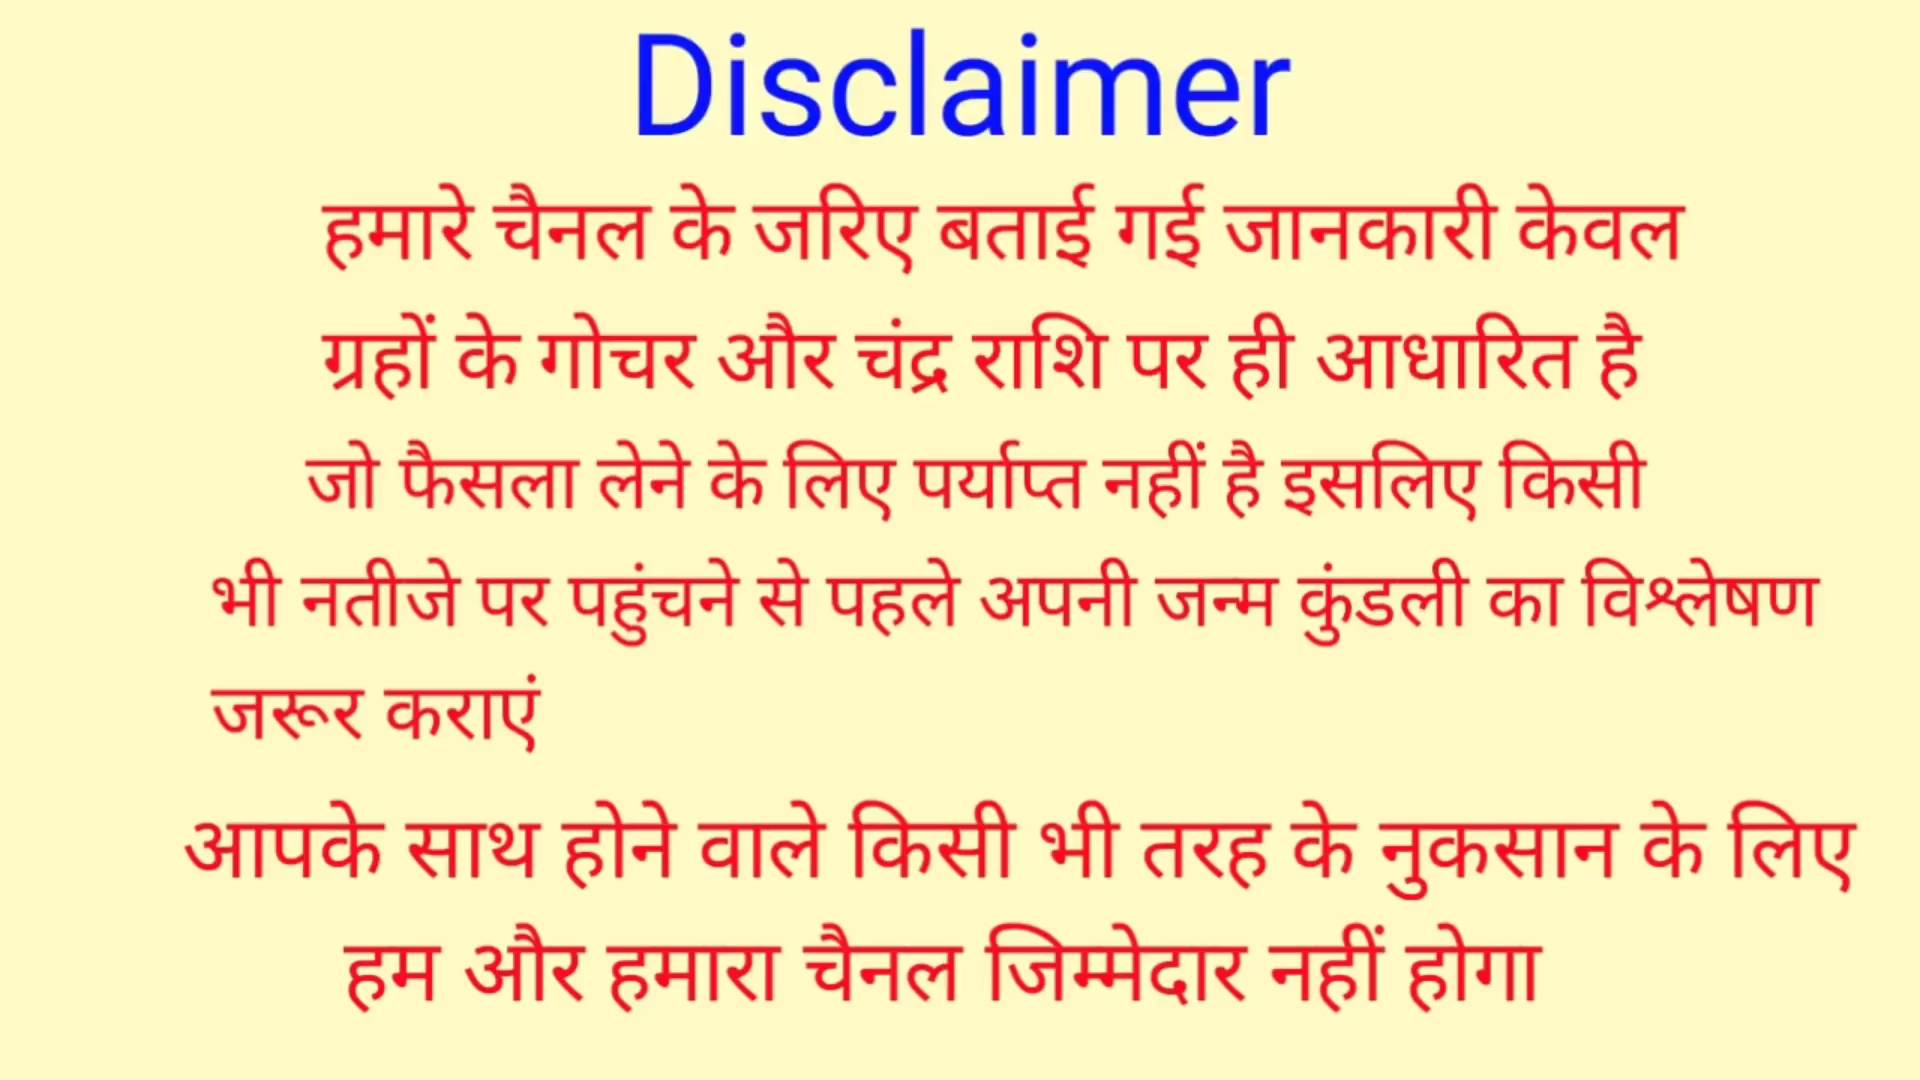 Disclaimer
हमारे चैनल के जरिए बताई गई जानकारी केवल
ग्रहों के गोचर और चंद्र राशि पर ही आधारित है
जो फैसला लेने के लिए पर्याप्त नहीं है इसलिए किसी
भी नतीजे पर पहुंचने से पहले अपनी जन्म कुंडली का विश्लेषण
जरूर कराएं
आपके साथ होने वाले किसी भी तरह के नुकसान के लिए
हम और हमारा चैनल जिम्मेदार नहीं होगा